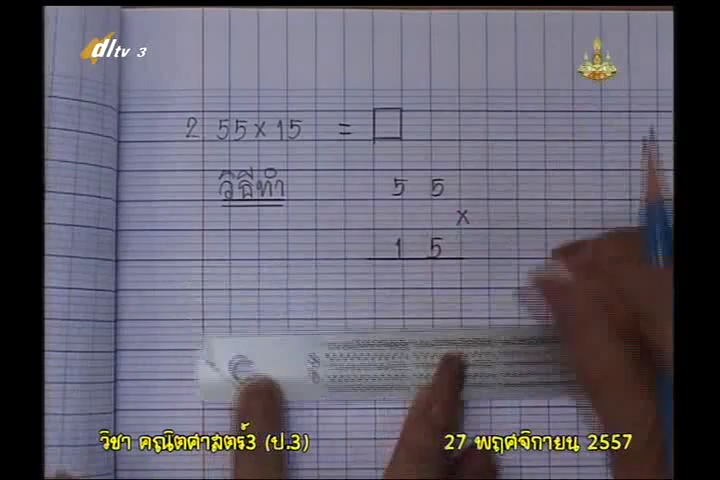 dltv 3
2 55 × 15 = □
วิธีทำ
5 5
×
1 5
วิชา คณิตศาสตร์3 (ป.3)
27 พฤศจิกายน 2557